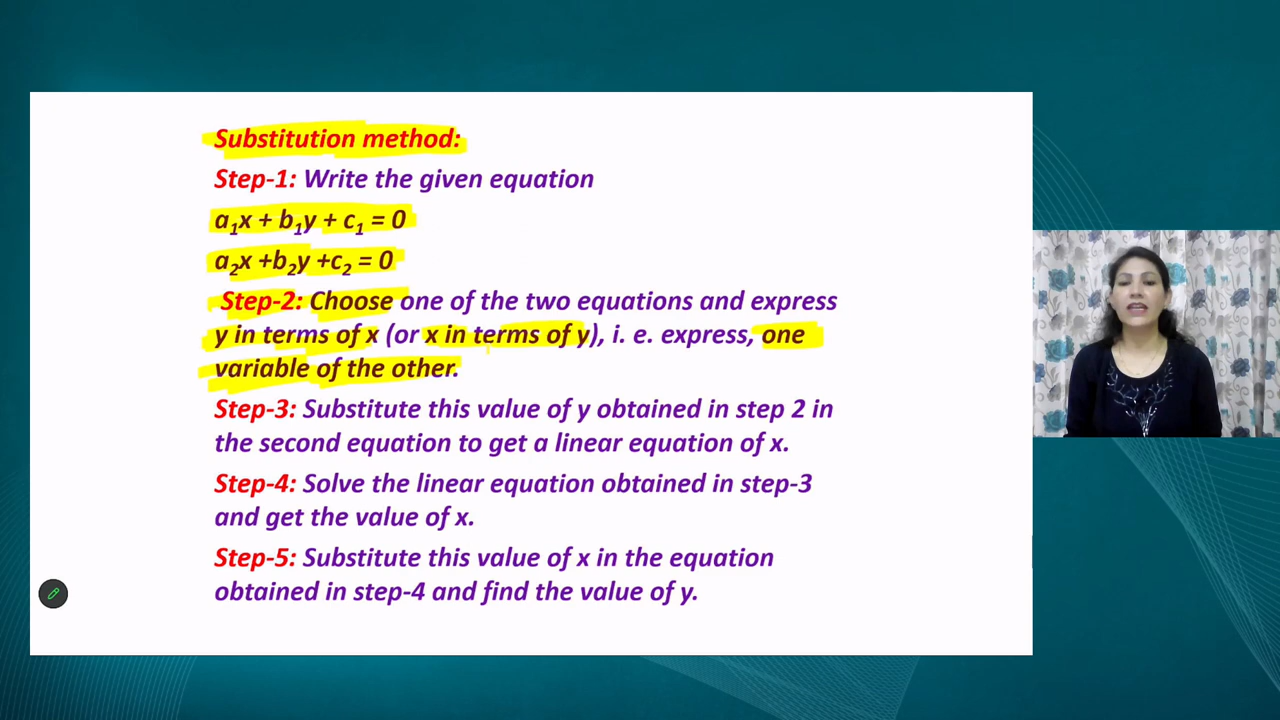 Substitution method:
Step-1: Write the given equation
a₁x + b₁y + c₁ = 0
a₂x +b₂y +c₂ = 0
Step-2: Choose one of the two equations and express
y in terms of x (or x in terms of y), i. e. express, one
variable of the other.
Step-3: Substitute this value of y obtained in step 2 in
the second equation to get a linear equation of x.
Step-4: Solve the linear equation obtained in step-3
and get the value of x.
Step-5: Substitute this value of x in the equation
obtained in step-4 and find the value of y.